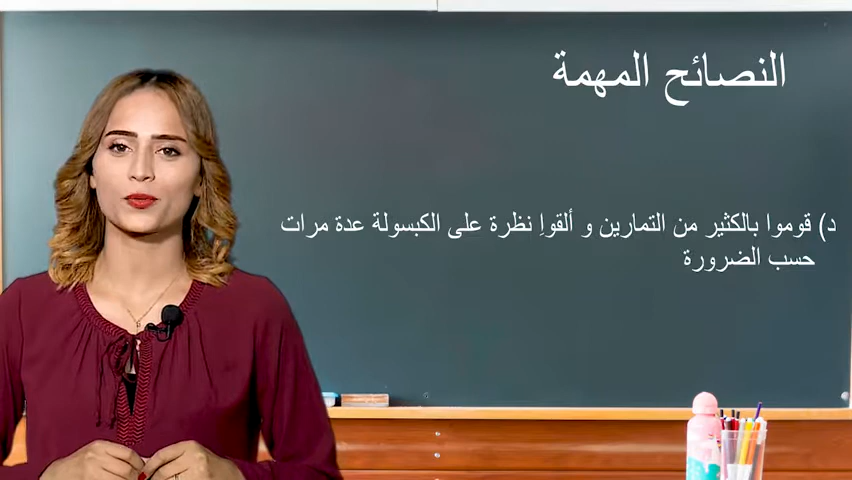 النصائح المهمة
د) قوموا بالكثير من التمارين و ألقواِ نظرة على الكبسولة عدة مرات
حسب الضرورة